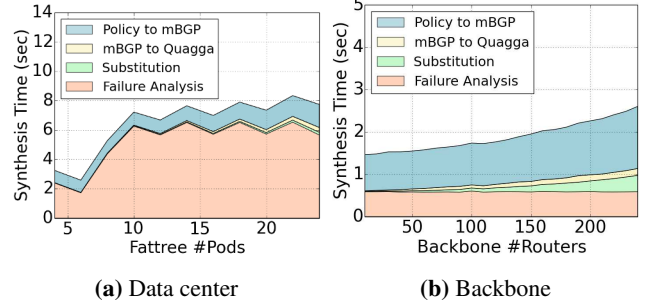 14
12
10
8
6
4
2
0
Synthesis Time (sec)
Policy to mBGP
mBGP to Quagga
Substitution
Failure Analysis
5 10 15 20
Fattree #Pods
(a) Data center
5
4
3
2
1
0
Synthesis Time (sec)
Policy to mBGP
mBGP to Quagga
Substitution
Failure Analysis
50 100 150 200
Backbone #Routers
(b) Backbone